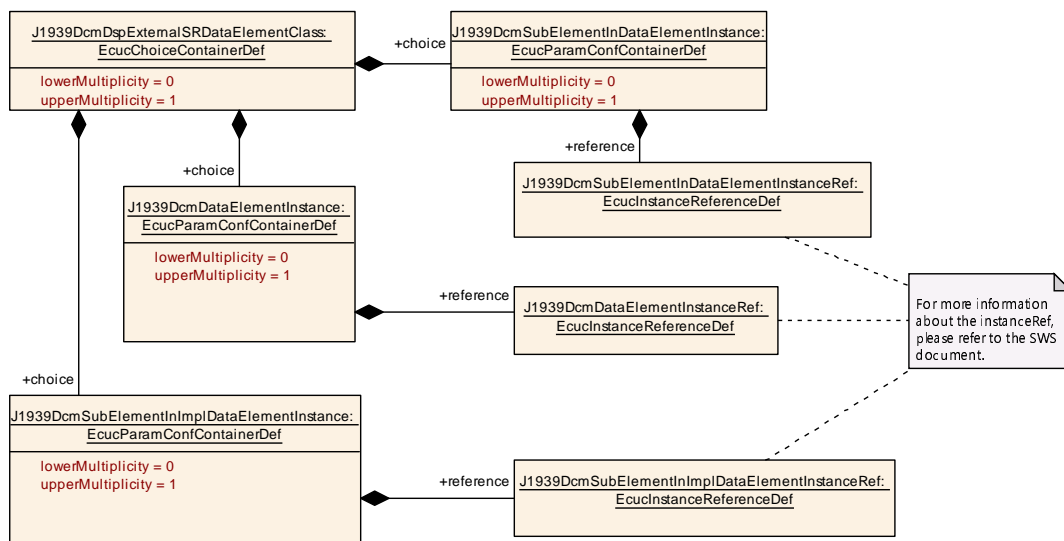 J1939DcmDspExternalSRDataElementClass:
EcucChoiceContainerDef
lowerMultiplicity = 0
upperMultiplicity = 1
+choice
J1939DcmSubElementInDataElementInstance:
EcucParamConfContainerDef
lowerMultiplicity = 0
upperMultiplicity = 1
+reference
J1939DcmSubElementInDataElementInstanceRef:
EcucInstanceReferenceDef
+choice
J1939DcmDataElementInstance:
EcucParamConfContainerDef
lowerMultiplicity = 0
upperMultiplicity = 1
+reference
J1939DcmDataElementInstanceRef:
EcucInstanceReferenceDef
For more information
about the instanceRef,
please refer to the SWS
document.
+choice
J1939DcmSubElementInImplDataElementInstance:
EcucParamConfContainerDef
lowerMultiplicity = 0
upperMultiplicity = 1
+reference
J1939DcmSubElementInImplDataElementInstanceRef:
EcucInstanceReferenceDef